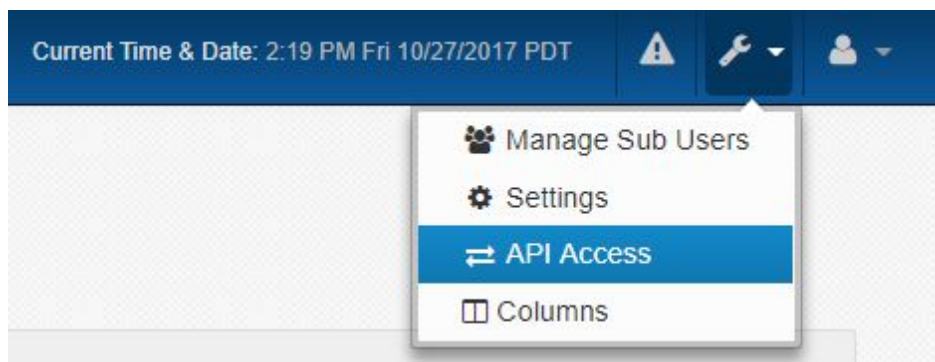 Current Time & Date: 2:19 PM Fri 10/27/2017 PDT
Manage Sub Users
Settings
API Access
Columns